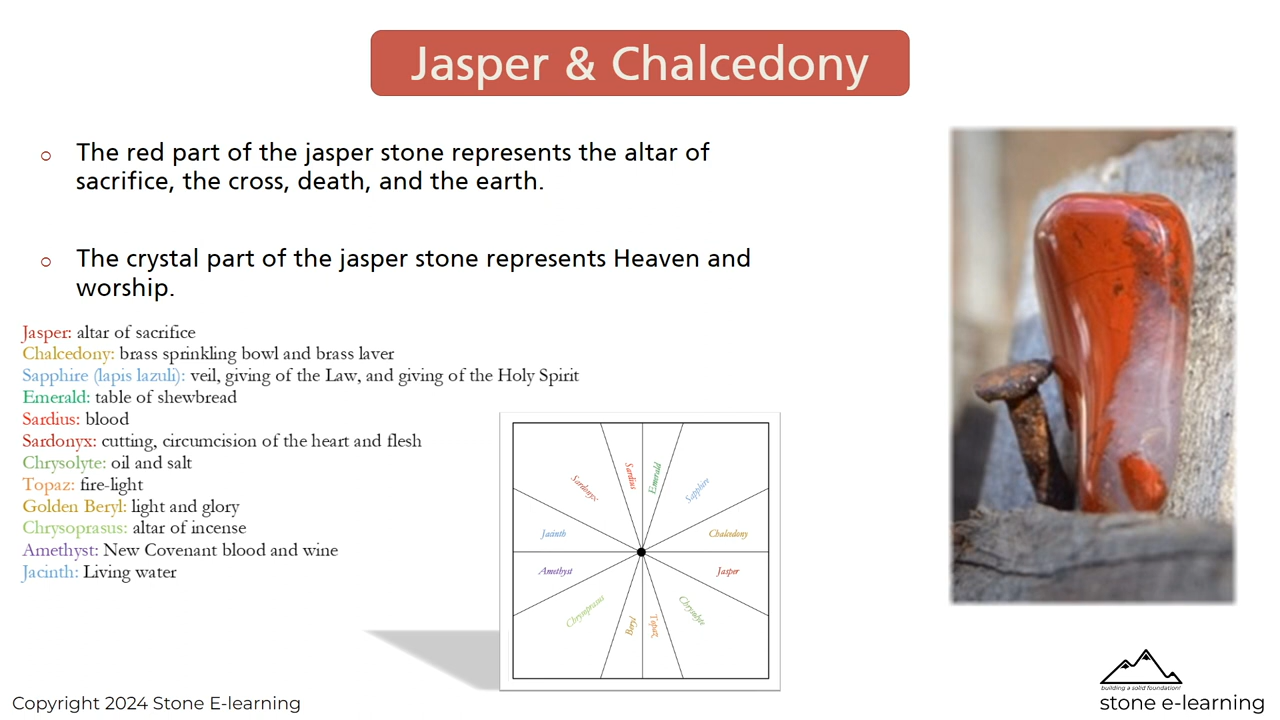 Jasper & Chalcedony
The red part of the jasper stone represents the altar of
sacrifice, the cross, death, and the earth.
The crystal part of the jasper stone represents Heaven and
worship.
Jasper: altar of sacrifice
Chalcedony: brass sprinkling bowl and brass laver
Sapphire (lapis lazuli): veil, giving of the Law, and giving of the Holy Spirit
Emerald: table of shewbread
Sardius: blood
Sardonyx: cutting, circumcision of the heart and flesh
Chrysolyte: oil and salt
Topaz: fire-light
Golden Beryl: light and glory
Chrysoprasus: altar of incense
Amethyst: New Covenant blood and wine
Jacinth: Living water
Sardonyx
Sardius
Emerald
Sapphire
Jacinth
Chalcedony
Amethyst
Jasper
Chrysoprasus
Beryl
Topaz
Chrysolyte
building a solid foundation!
stone e-learning
Copyright 2024 Stone E-learning